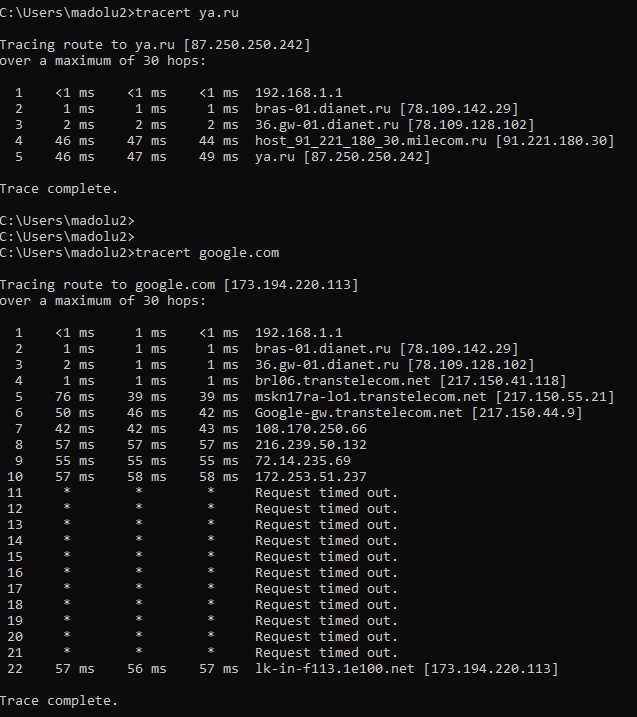 C:\Users\madolu2>tracert ya.ru
Tracing route to ya.ru [87.250.250.242]
over a maximum of 30 hops:
1 <1 ms <1 ms <1 ms 192.168.1.1
2 1 ms 1 ms 1 ms bras-01.dianet.ru [78.109.142.29]
3 2 ms 2 ms 2 ms 36.gw-01.dianet.ru [78.109.128.102]
4 46 ms 47 ms 44 ms host_91_221_180_30.milecom.ru [91.221.180.30]
5 46 ms 47 ms 49 ms ya.ru [87.250.250.242]
Trace complete.
C:\Users\madolu2>
C:\Users\madolu2>
C:\Users\madolu2>tracert google.com
Tracing route to google.com [173.194.220.113]
over a maximum of 30 hops:
1 <1 ms 1 ms <1 ms 192.168.1.1
2 1 ms 1 ms 1 ms bras-01.dianet.ru [78.109.142.29]
3 2 ms 1 ms 1 ms 36.gw-01.dianet.ru [78.109.128.102]
4 1 ms 1 ms 1 ms brl06.transtelecom.net [217.150.41.118]
5 76 ms 39 ms 39 ms mskn17ra-lo1.transtelecom.net [217.150.55.21]
6 50 ms 46 ms 42 ms Google-gw.transtelecom.net [217.150.44.9]
7 42 ms 42 ms 43 ms 108.170.250.66
8 57 ms 57 ms 57 ms 216.239.50.132
9 55 ms 55 ms 55 ms 72.14.235.69
10 57 ms 58 ms 58 ms 172.253.51.237
11 * * * Request timed out.
12 * * * Request timed out.
13 * * * Request timed out.
14 * * * Request timed out.
15 * * * Request timed out.
16 * * * Request timed out.
17 * * * Request timed out.
18 * * * Request timed out.
19 * * * Request timed out.
20 * * * Request timed out.
21 * * * Request timed out.
22 57 ms 56 ms 57 ms lk-in-f113.1e100.net [173.194.220.113]
Trace complete.